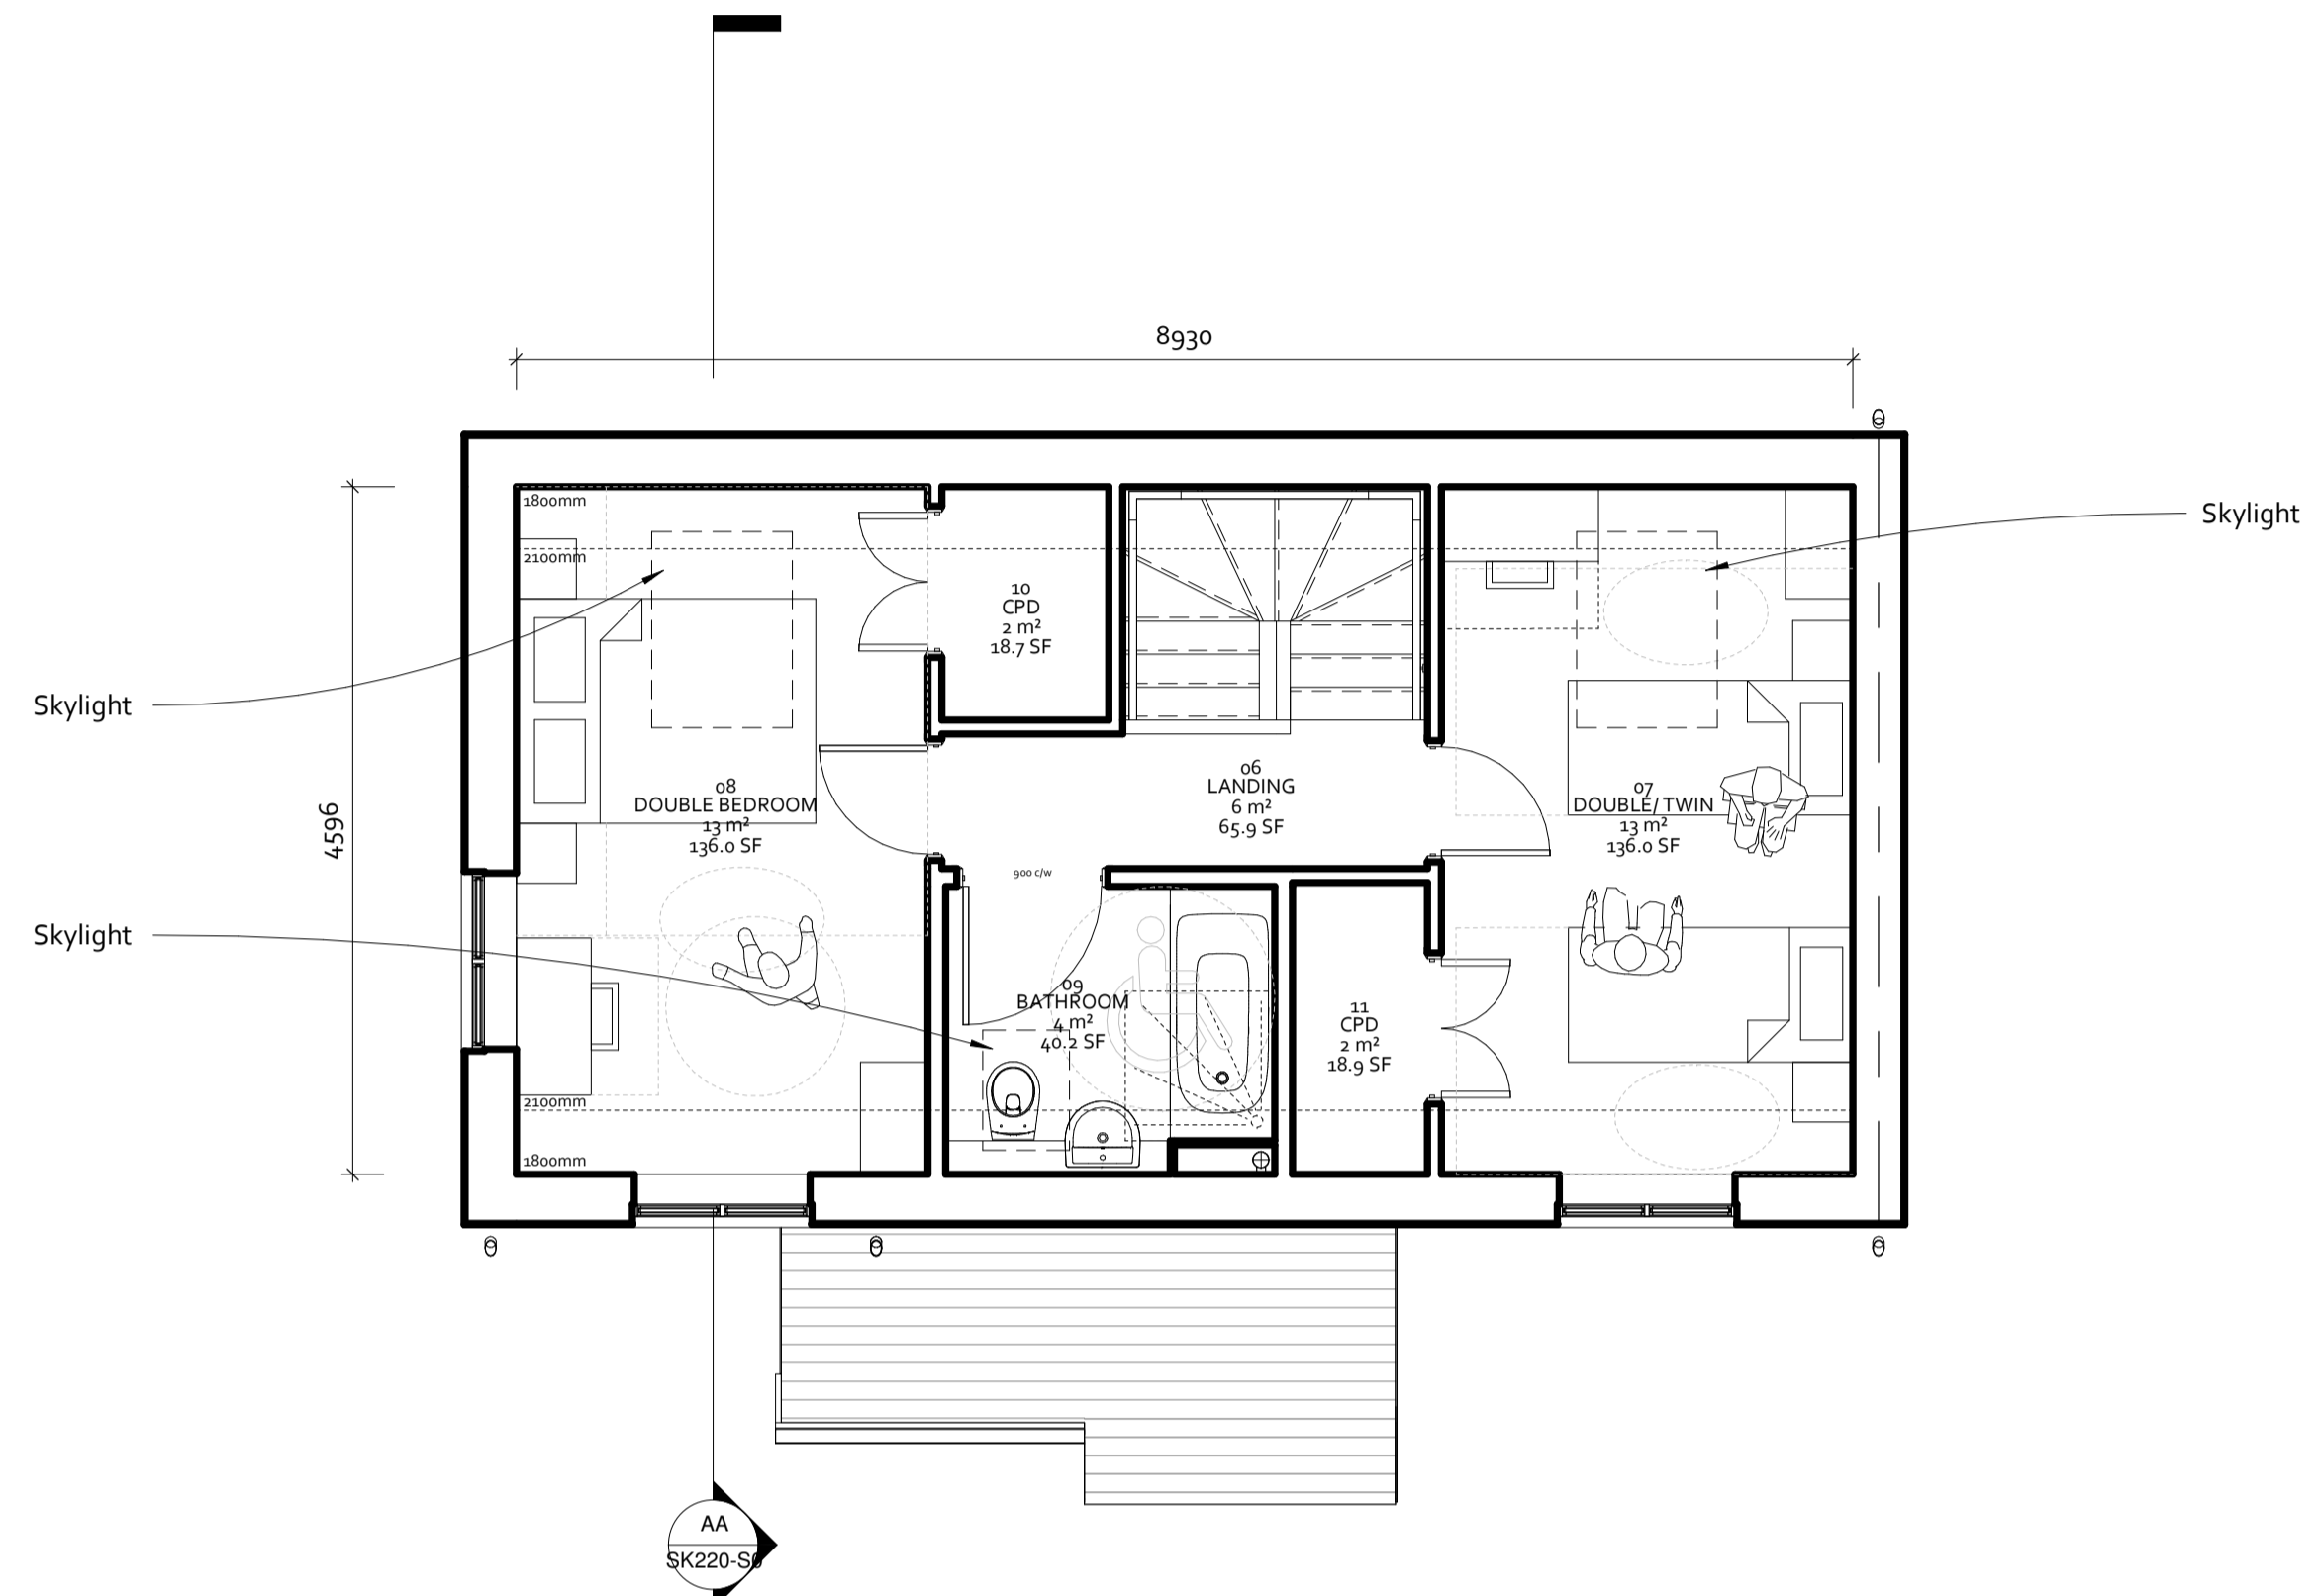 8930
4596
1800mm
2100mm
Skylight
Skylight
10
CPD
2 m²
18.7 SF
06
LANDING
6 m²
65.9 SF
08
DOUBLE BEDROOM
13 m²
136.0 SF
07
DOUBLE/ TWIN
13 m²
136.0 SF
900 c/w
Skylight
09
BATHROOM
4 m²
40.2 SF
11
CPD
2 m²
18.9 SF
2100mm
1800mm
AA
SK220-S0